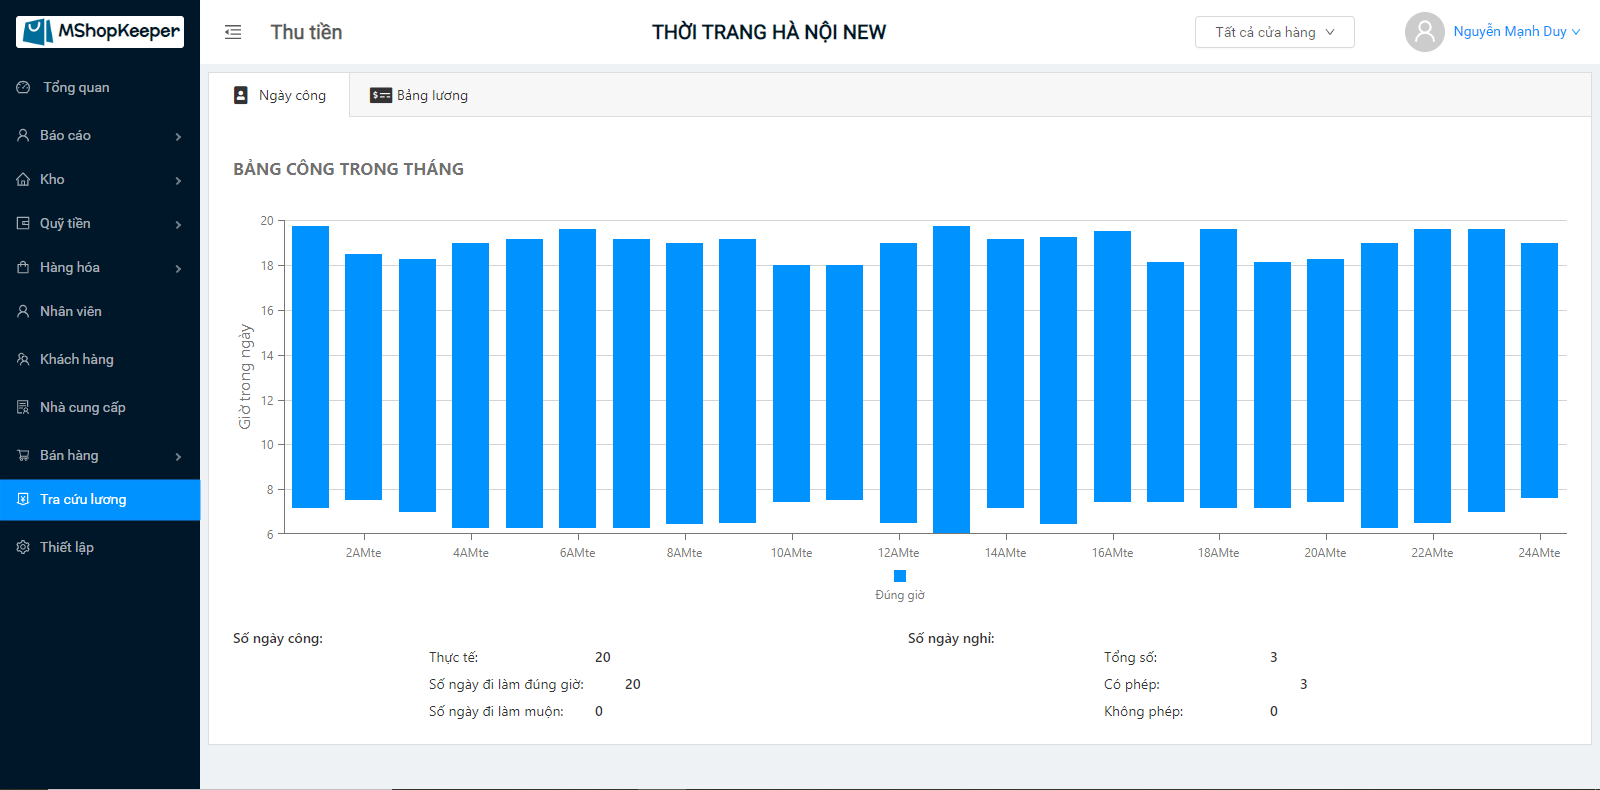 MShopKeeper
Thu tiền
THỜI TRANG HÀ NỘI NEW
Tất cả cửa hàng
Nguyễn Mạnh Duy
Tổng quan
Báo cáo
Kho
Quỹ tiền
Hàng hóa
Nhân viên
Khách hàng
Nhà cung cấp
Bán hàng
Tra cứu lương
Thiết lập
Ngày công
Bảng lương
BẢNG CÔNG TRONG THÁNG
Giờ trong ngày
20
18
16
14
12
10
8
6
2AMte 4AMte 6AMte 8AMte 10AMte 12AMte 14AMte 16AMte 18AMte 20AMte 22AMte 24AMte
Đúng giờ
Số ngày công:
Thực tế: 20
Số ngày đi làm đúng giờ: 20
Số ngày đi làm muộn: 0
Số ngày nghỉ:
Tổng số: 3
Có phép: 3
Không phép: 0